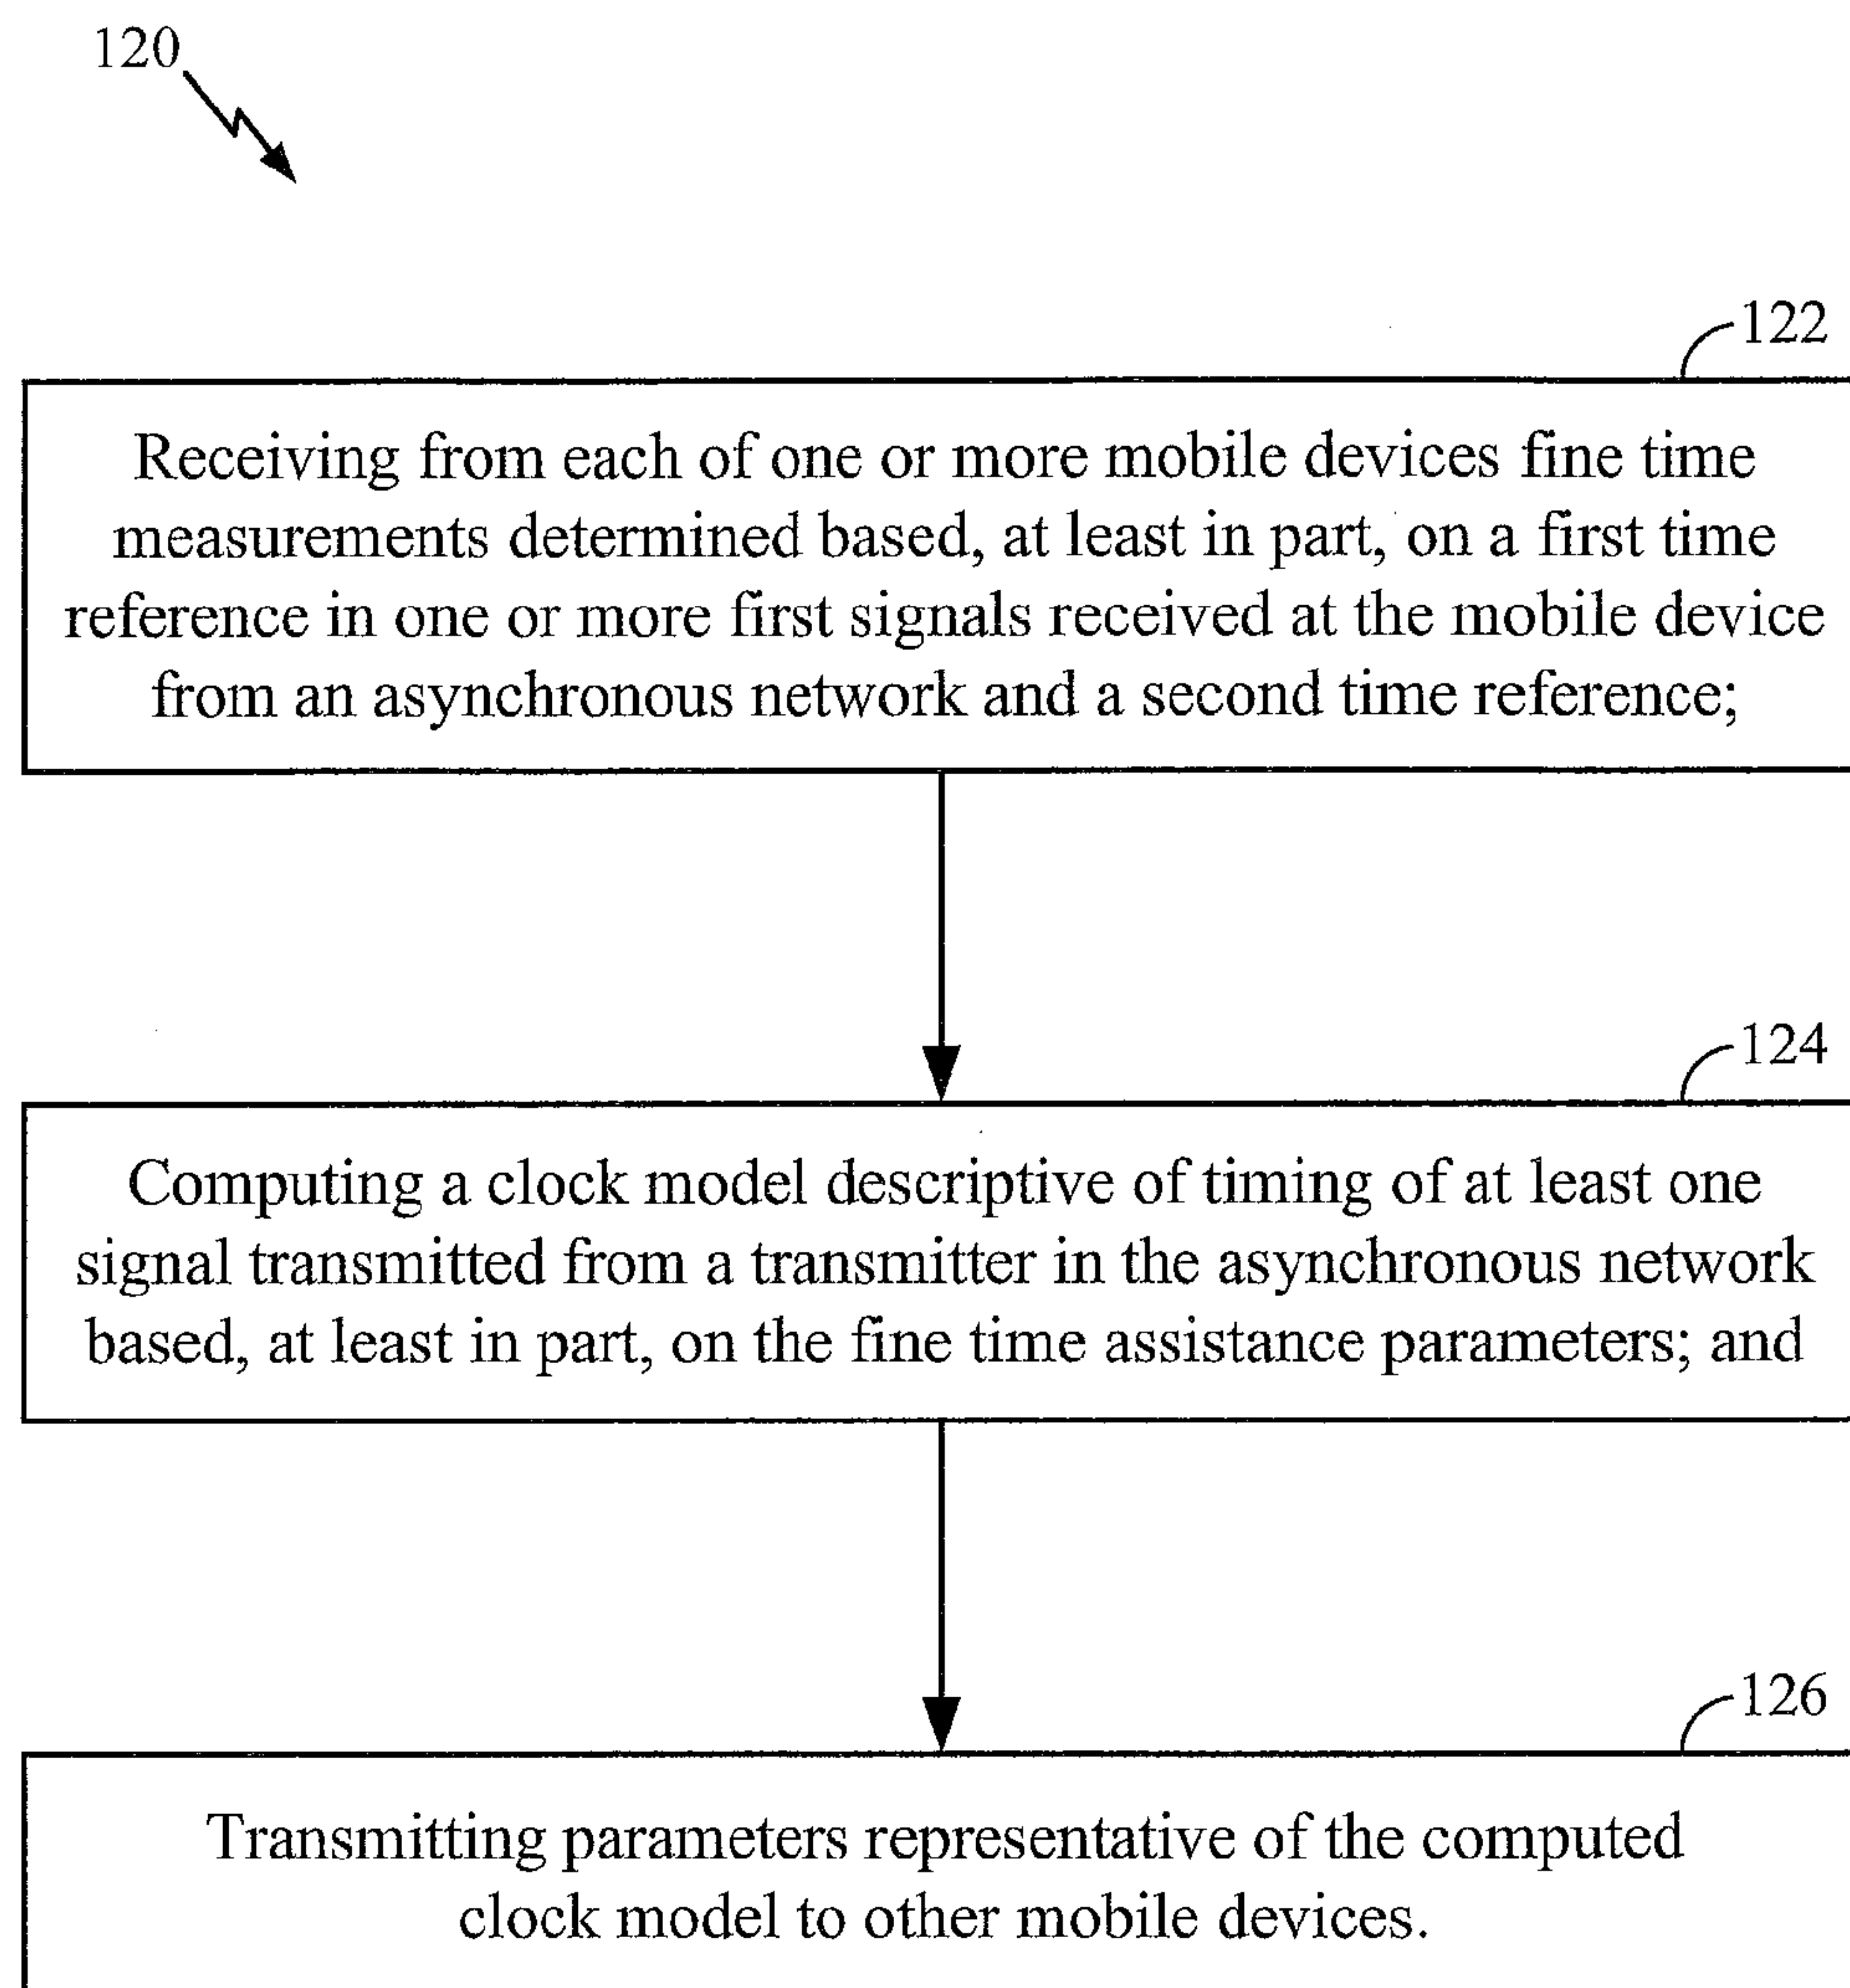 120
122
Receiving from each of one or more mobile devices fine time
measurements determined based, at least in part, on a first time
reference in one or more first signals received at the mobile device
from an asynchronous network and a second time reference;
124
Computing a clock model descriptive of timing of at least one
signal transmitted from a transmitter in the asynchronous network
based, at least in part, on the fine time assistance parameters; and
126
Transmitting parameters representative of the computed
clock model to other mobile devices.